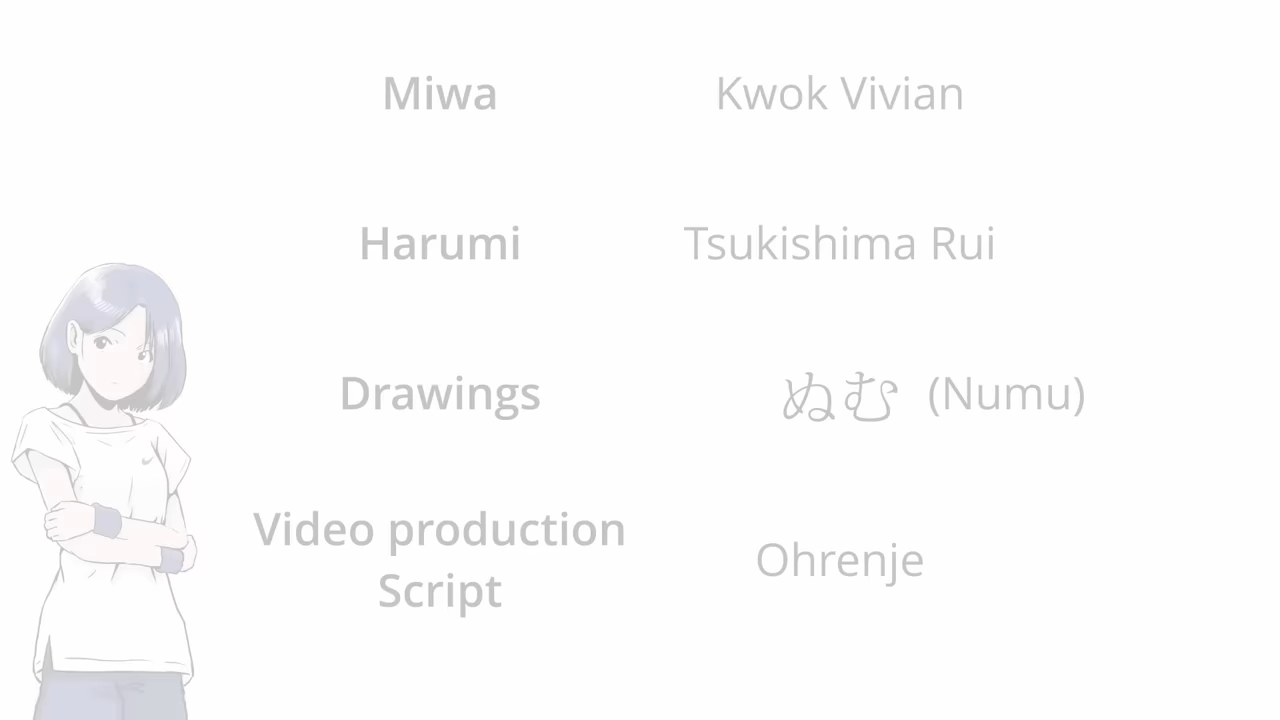 Miwa Kwok Vivian
Harumi Tsukishima Rui
Drawings ぬむ (Numu)
Video production
Script
Ohrenje